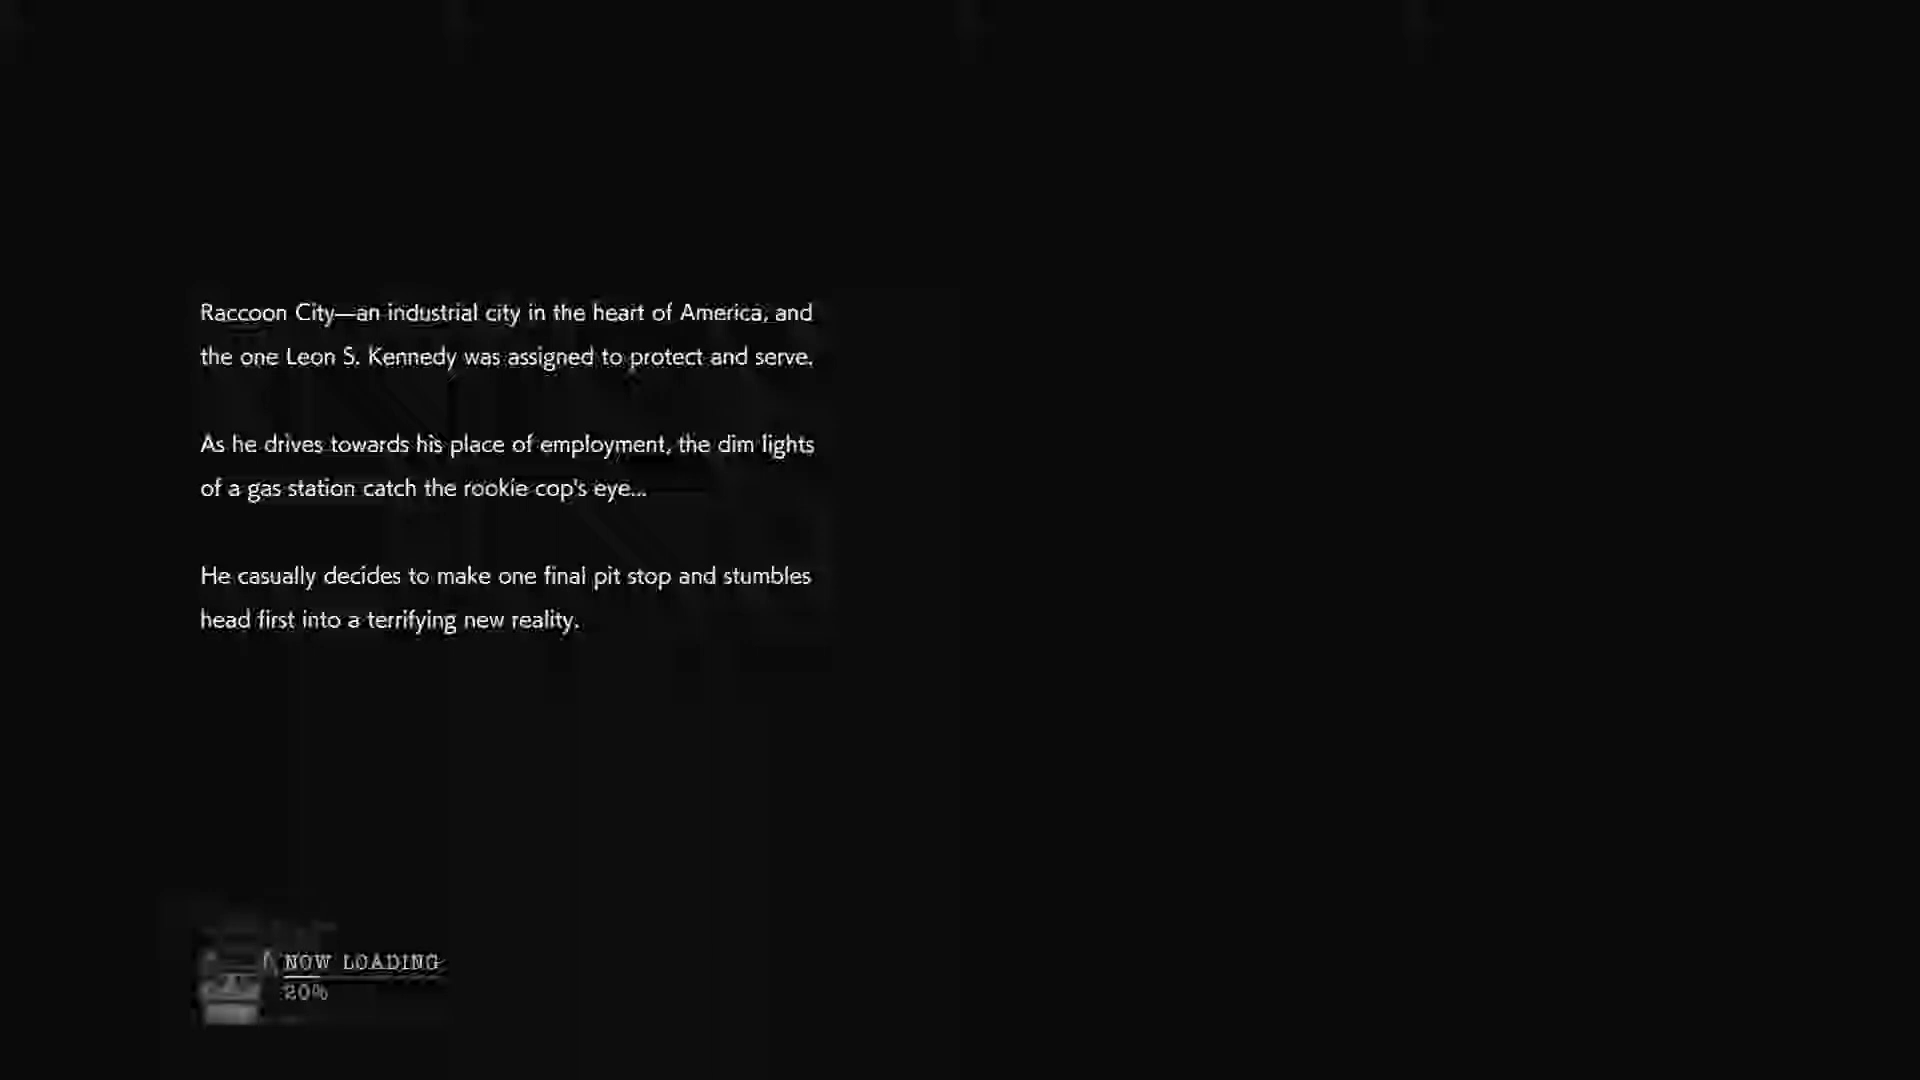 Raccoon City—an industrial city in the heart of America, and
the one Leon S. Kennedy was assigned to protect and serve.
As he drives towards his place of employment, the dim lights
of a gas station catch the rookie cop's eye...
He casually decides to make one final pit stop and stumbles
head first into a terrifying new reality.
NOW LOADING
20%